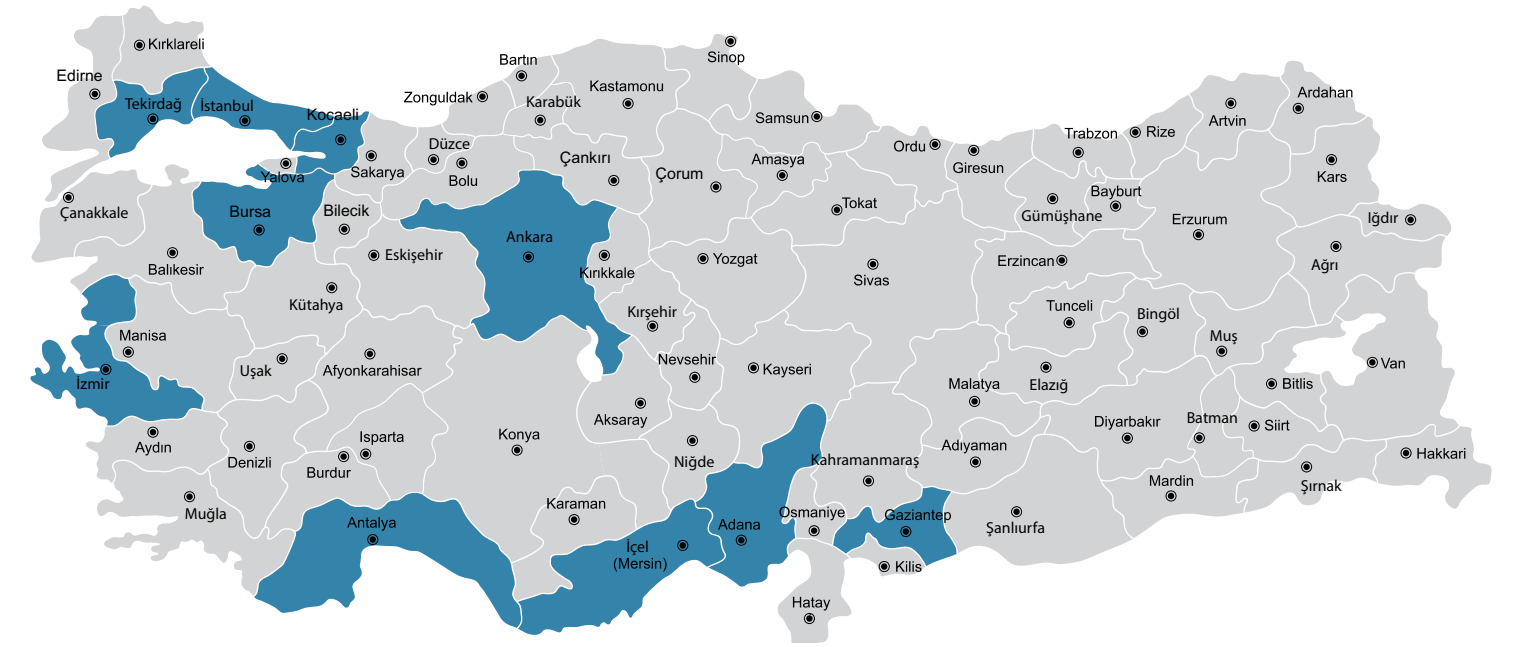 Kırklareli
Edirne
Tekirdağ
İstanbul
Kocaeli
Yalova
Sakarya
Düzce
Bolu
Zonguldak
Bartın
Karabük
Kastamonu
Sinop
Çankırı
Çorum
Samsun
Amasya
Tokat
Ordu
Giresun
Trabzon
Rize
Artvin
Ardahan
Kars
Iğdır
Ağrı
Erzurum
Bayburt
Gümüşhane
Çanakkale
Balıkesir
Bursa
Bilecik
Eskişehir
Kütahya
Ankara
Kırıkkale
Yozgat
Sivas
Erzincan
Tunceli
Bingöl
Muş
Bitlis
Van
Manisa
İzmir
Uşak
Afyonkarahisar
Kırşehir
Nevsehir
Kayseri
Aksaray
Niğde
Malatya
Elazığ
Adıyaman
Diyarbakır
Batman
Siirt
Hakkari
Şırnak
Mardin
Şanlıurfa
Aydın
Denizli
Isparta
Burdur
Konya
Muğla
Antalya
Karaman
İçel
(Mersin)
Adana
Kahramanmaraş
Osmaniye
Gaziantep
Kilis
Hatay